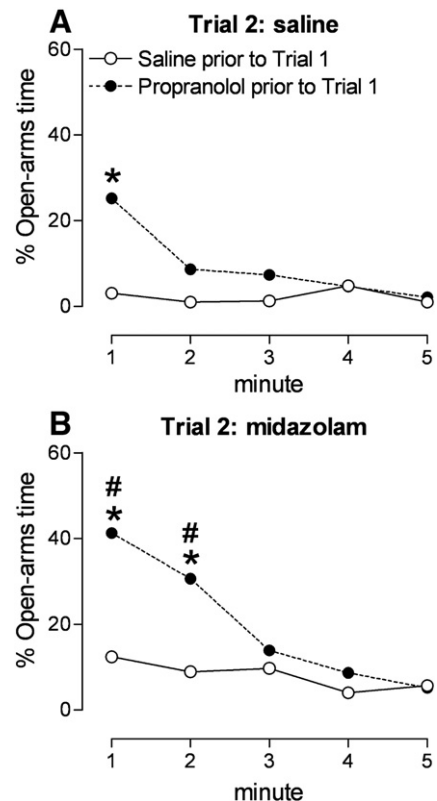 A
Trial 2: saline
60
Saline prior to Trial 1
Propranolol prior to Trial 1
40
20
0
% Open-arms time
*
1 2 3 4 5
minute
B
Trial 2: midazolam
60
40
20
0
% Open-arms time
# #
* *
1 2 3 4 5
minute